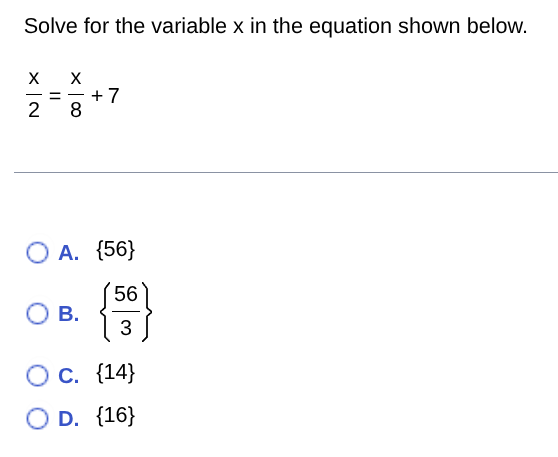 Solve for the variable x in the equation shown below.
x/2 = x/8 + 7
A. {56}
B. {56/3}
C. {14}
D. {16}